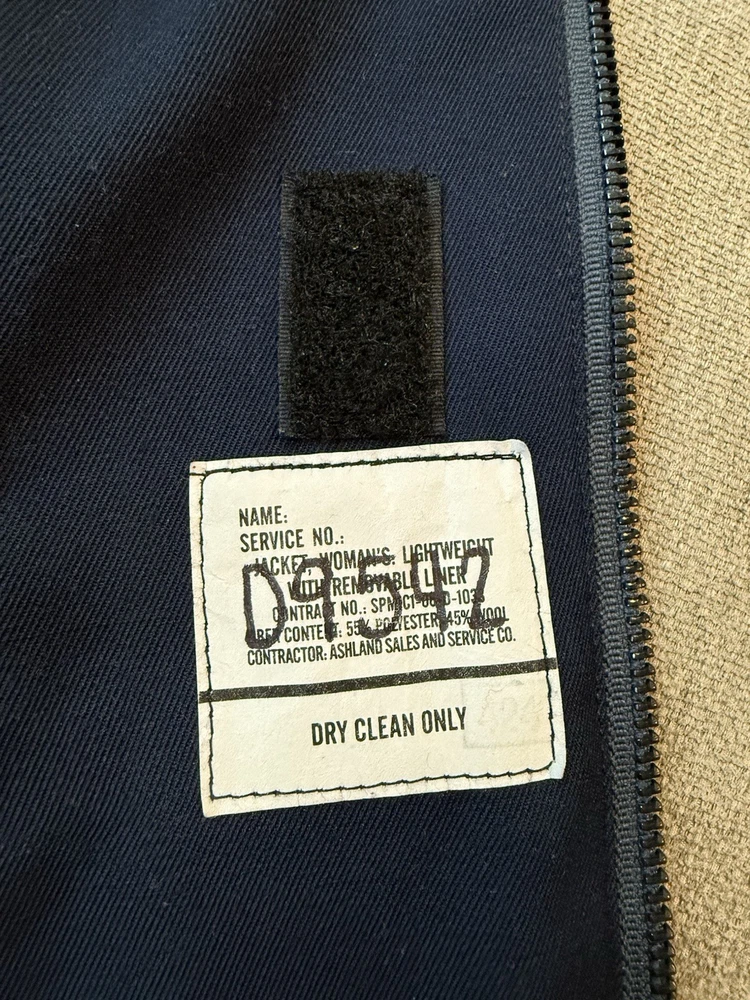 NAME:
SERVICE NO.:
JACKET, WOMAN'S: LIGHTWEIGHT
WITH REMOVABLE LINER
D9542
CONTRACT NO.:
CONTENT: 55% POLYESTER 45% WOOL
CONTRACTOR: ASHLAND SALES AND SERVICE CO.
DRY CLEAN ONLY